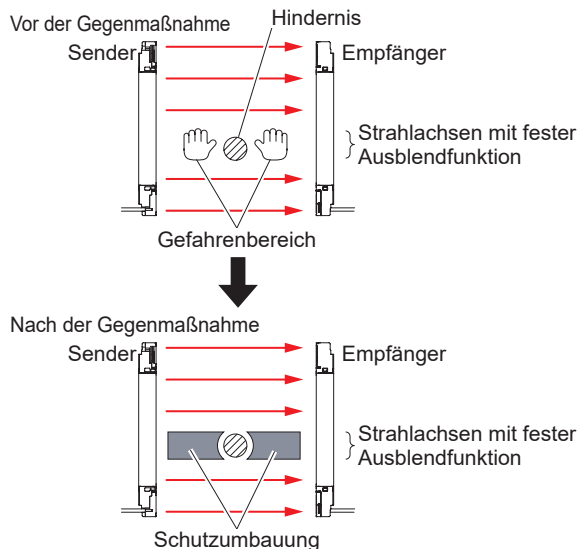 Vor der Gegenmaßnahme
Hindernis
Sender
Empfänger
Strahlachsen mit fester
Ausblendfunktion
Gefahrenbereich
Nach der Gegenmaßnahme
Sender
Empfänger
Strahlachsen mit fester
Ausblendfunktion
Schutzumbauung